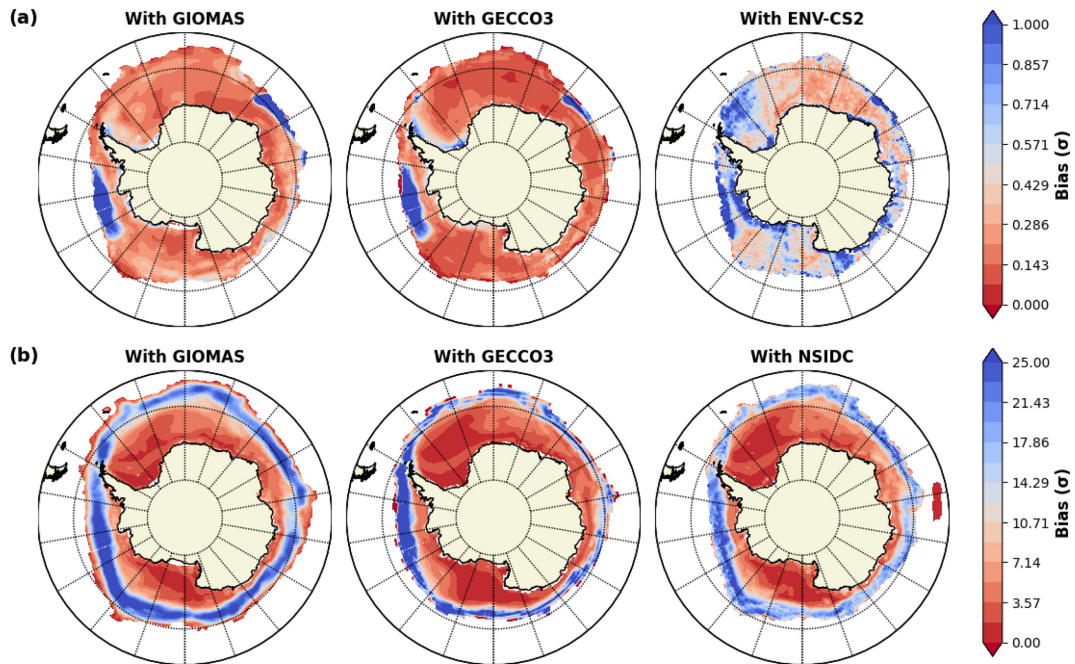 (a)
With GIOMAS
With GECCO3
With ENV-CS2
1.000
0.857
0.714
0.571
0.429
0.286
0.143
0.000
Bias (σ)
(b)
With GIOMAS
With GECCO3
With NSIDC
25.00
21.43
17.86
14.29
10.71
7.14
3.57
0.00
Bias (σ)